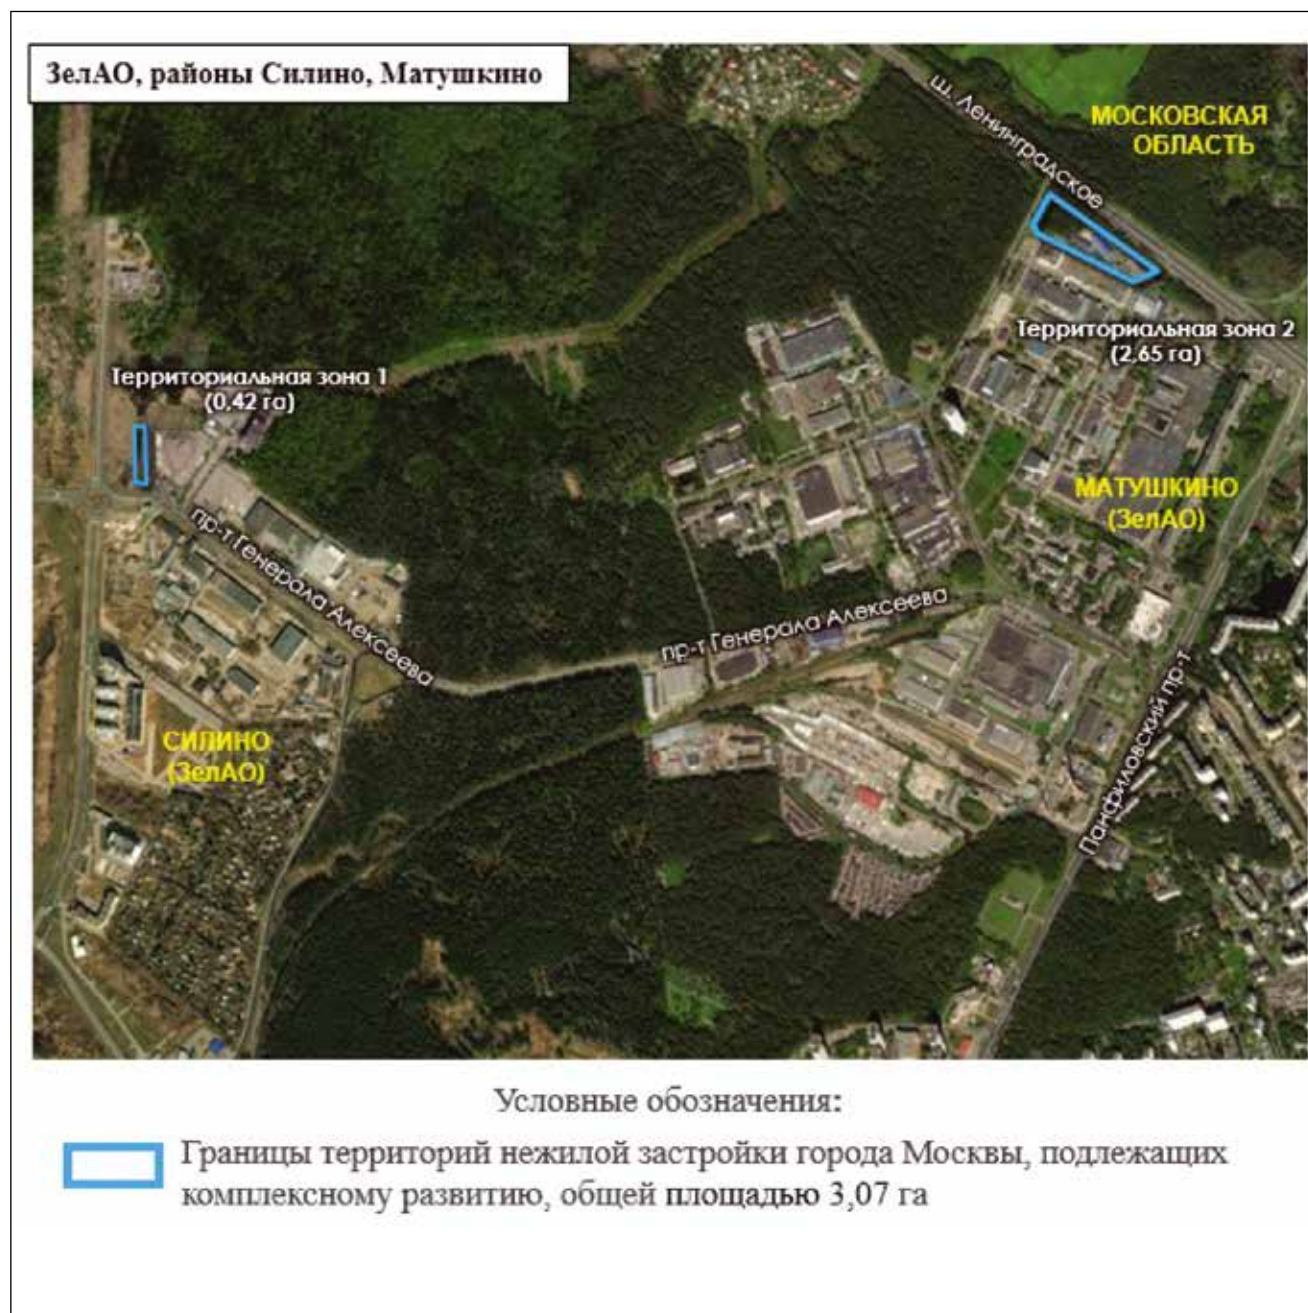 ЗелАО, районы Силино, Матушкино
ш. Ленинградское
МОСКОВСКАЯ
ОБЛАСТЬ
Территориальная зона 2
(2,65 га)
Территориальная зона 1
(0,42 га)
МАТУШКИНО
(ЗелАО)
пр-т Генерала Алексеева
пр-т Генерала Алексеева
Панфиловский пр-т
СИЛИНО
(ЗелАО)
Условные обозначения:
Границы территорий нежилой застройки города Москвы, подлежащих
комплексному развитию, общей площадью 3,07 га